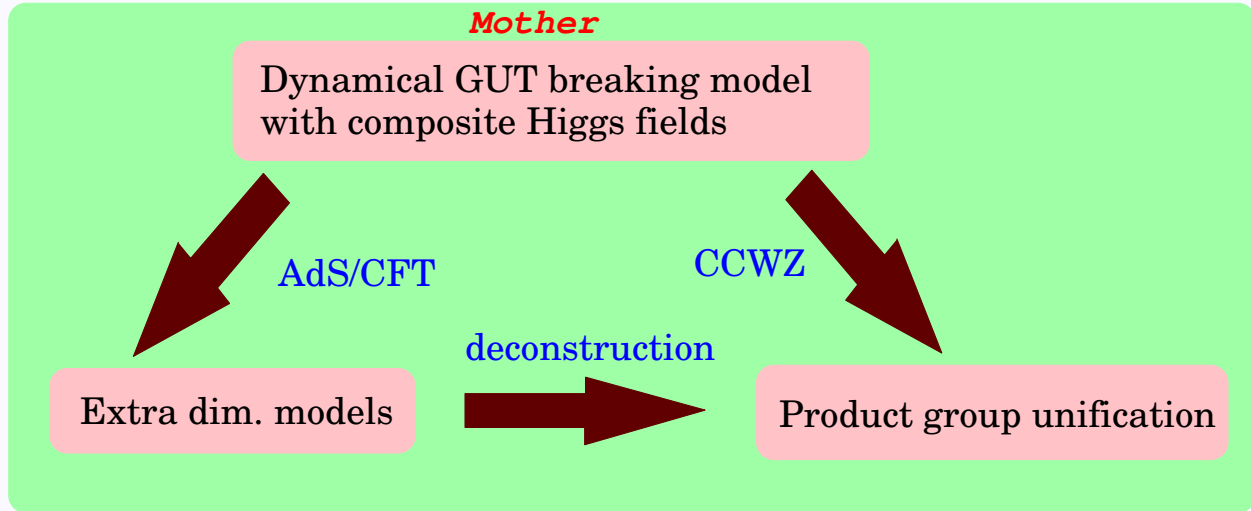 Mother
Dynamical GUT breaking model
with composite Higgs fields
AdS/CFT
CCWZ
deconstruction
Extra dim. models
Product group unification